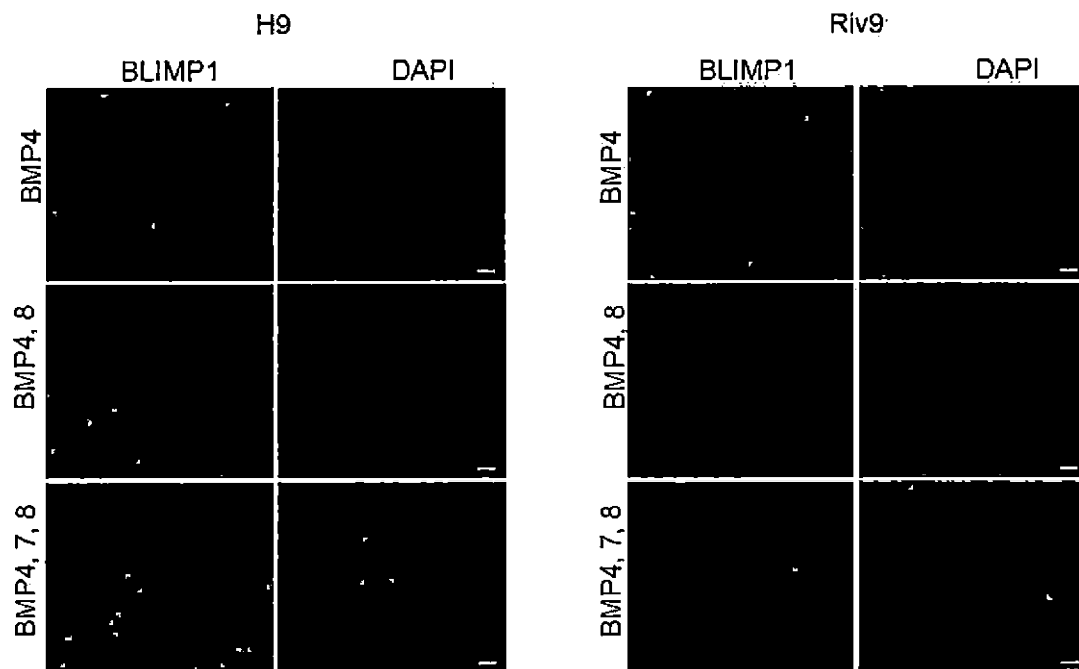 H9
Riv9
BLIMP1 DAPI
BLIMP1 DAPI
BMP4
BMP4
BMP4, 8
BMP4, 8
BMP4, 7, 8
BMP4, 7, 8